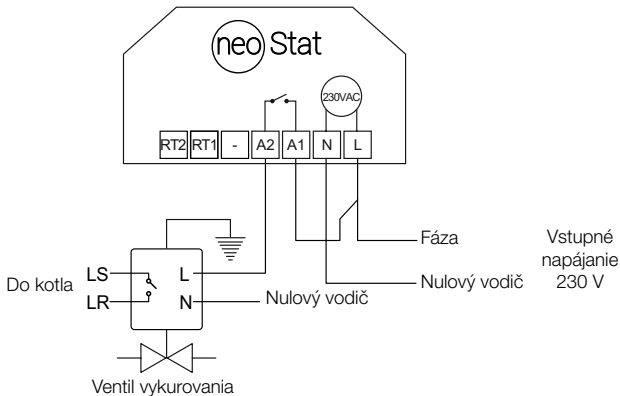 neo Stat
230VAC
RT2 RT1 - A2 A1 N L
Fáza
Nulový vodič
Vstupné
napájanie
230 V
Do kotla
LS
LR
L
N
Nulový vodič
Ventil vykurovania